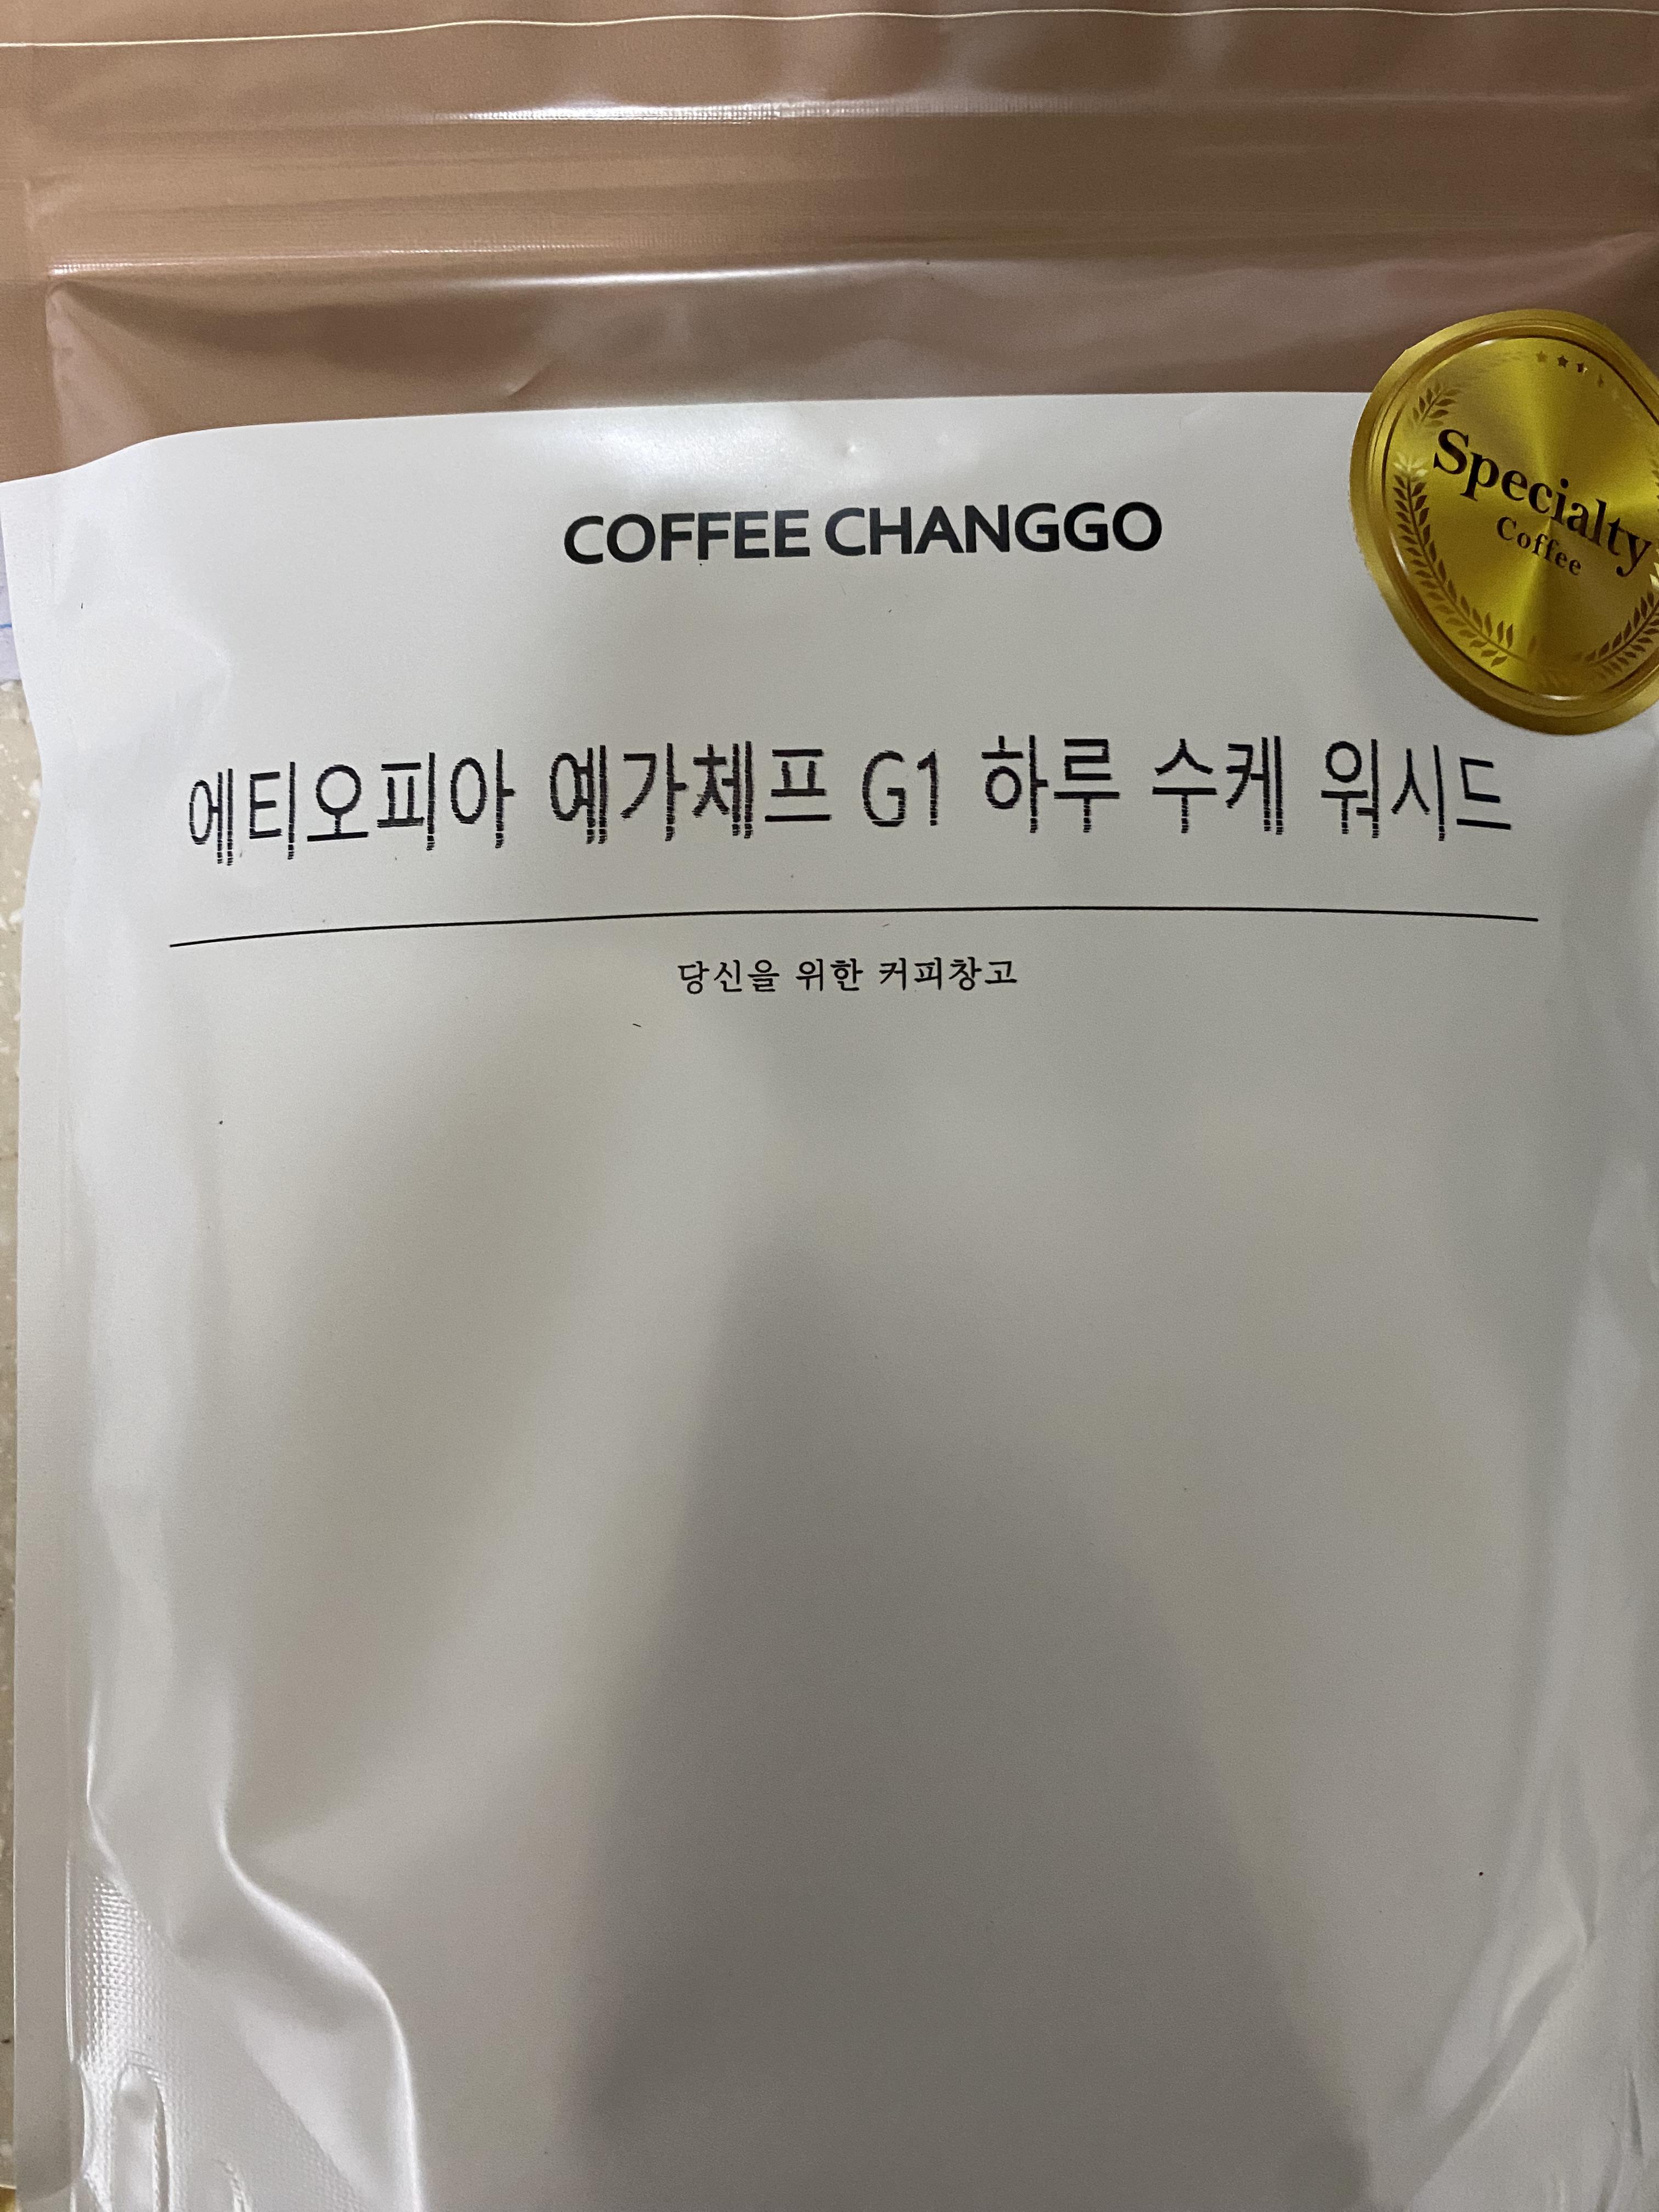 Specialty
Coffee
COFFEE CHANGGO
에티오피아 예가체프 G1 하루 수케 워시드
당신을 위한 커피창고